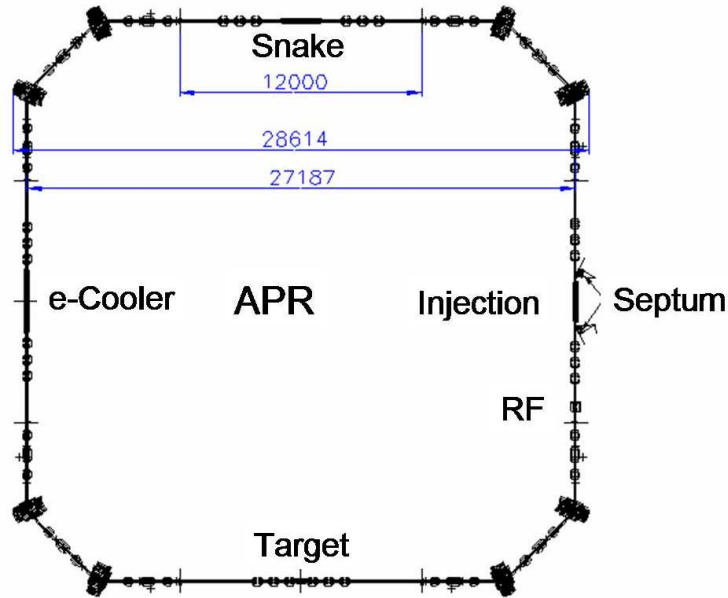 Snake
12000
28614
27187
e-Cooler
APR
Injection
Septum
RF
Target